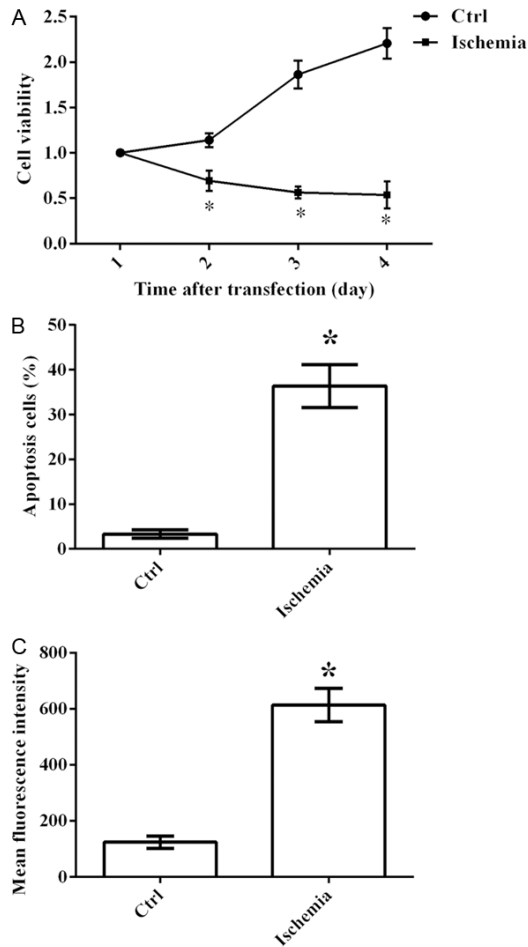 A
2.5
2.0
1.5
1.0
0.5
0.0
Cell viability
Ctrl
Ischemia
*
*
*
1
2
3
4
Time after transfection (day)
B
50
40
30
20
10
0
Apoptosis cells (%)
*
Ctrl
Ischemia
C
800
600
400
200
0
Mean fluorescence intensity
*
Ctrl
Ischemia